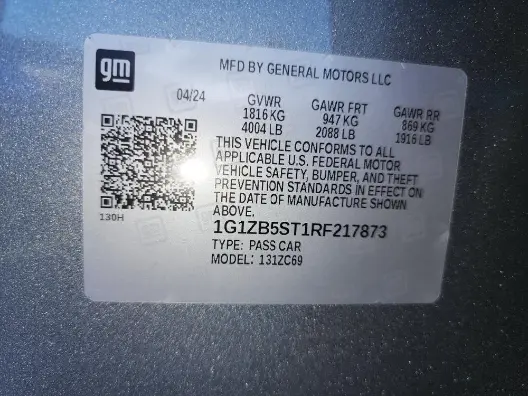 gm
MFD BY GENERAL MOTORS LLC
04/24
GVWR GAWR FRT GAWR RR
1816 KG 947 KG 869 KG
4004 LB 2088 LB 1916 LB
THIS VEHICLE CONFORMS TO ALL
APPLICABLE U.S. FEDERAL MOTOR
VEHICLE SAFETY, BUMPER, AND THEFT
PREVENTION STANDARDS IN EFFECT ON
THE DATE OF MANUFACTURE SHOWN
ABOVE.
130H
1G1ZB5ST1RF217873
TYPE: PASS CAR
MODEL: 131ZC69